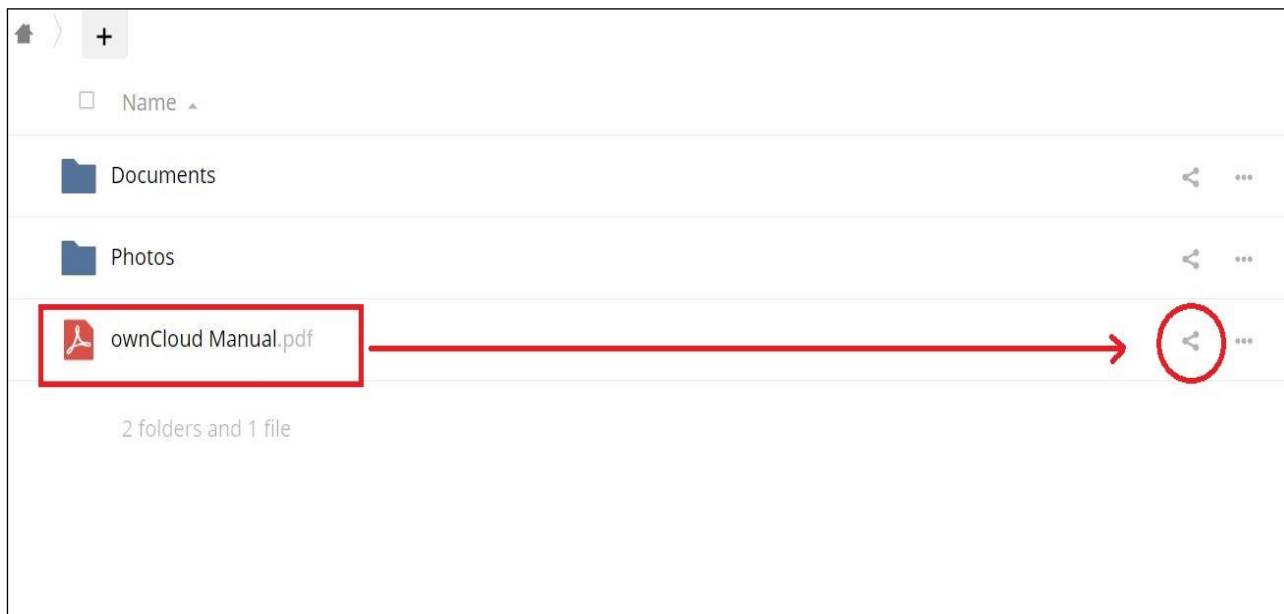 +
Name
Documents
Photos
ownCloud Manual.pdf
2 folders and 1 file